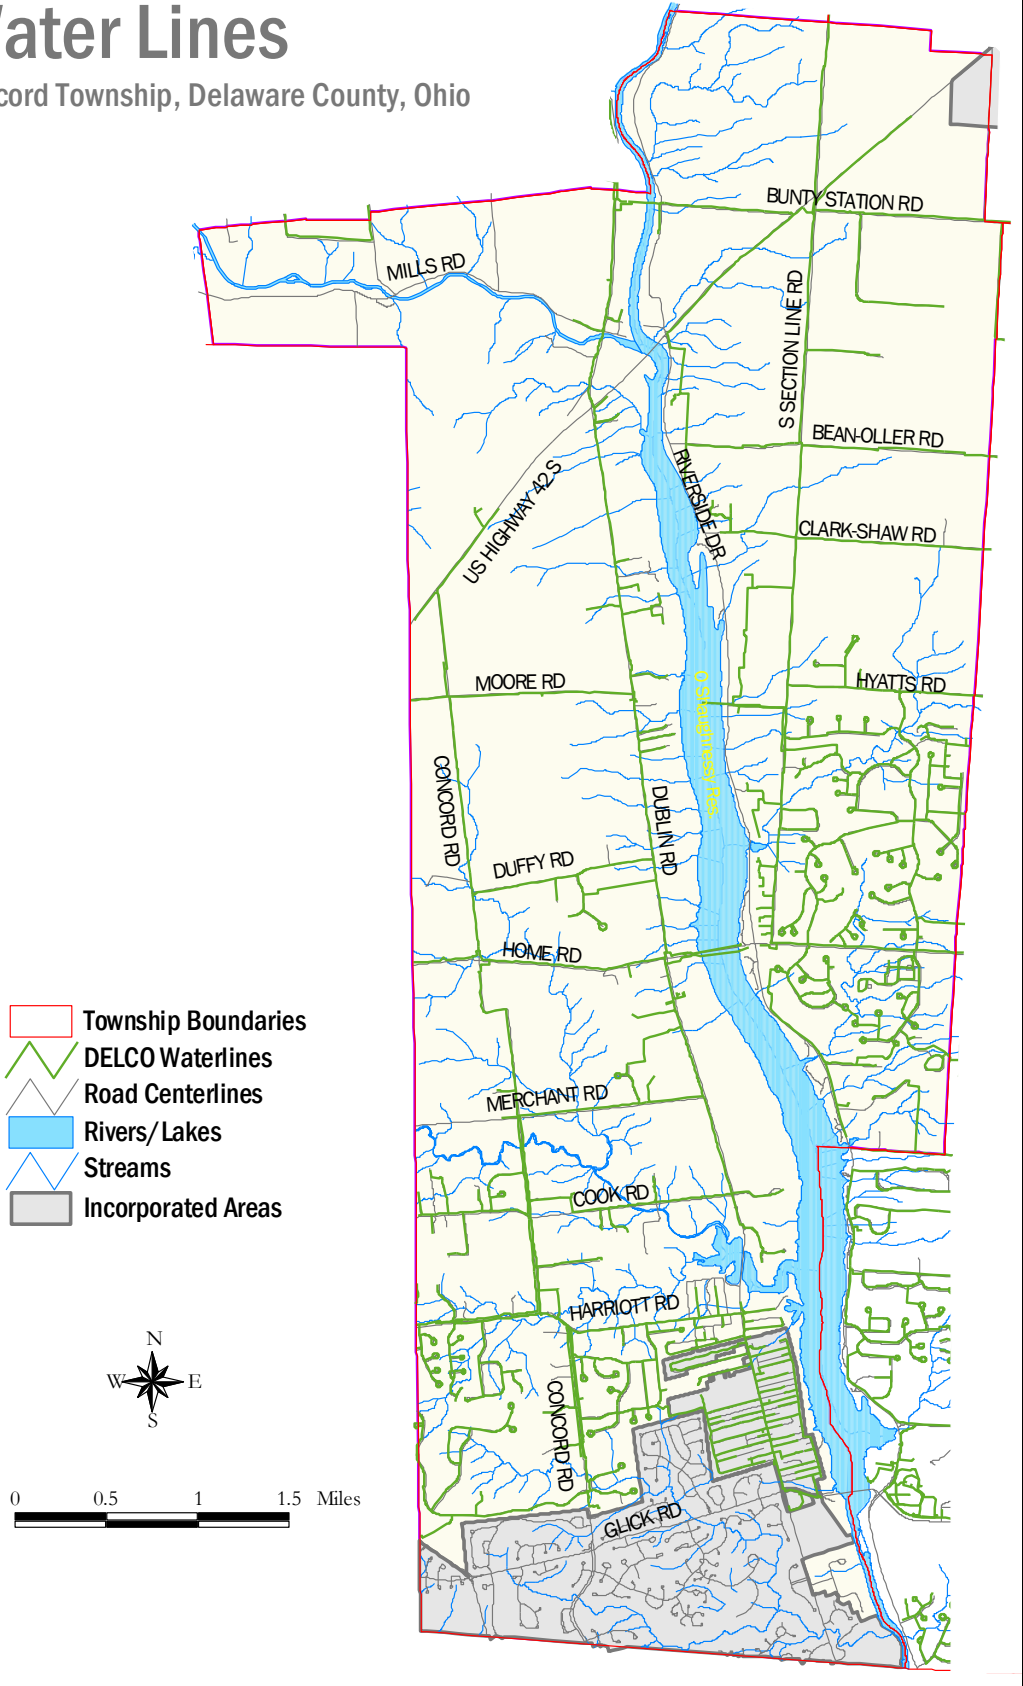 ater Lines
cord Township, Delaware County, Ohio
BUNTY STATION RD
MILLS RD
S SECTION LINE RD
BEAN-OLLER RD
RIVERSIDE DR
US HIGHWAY 42 S
CLARK-SHAW RD
MOORE RD
HYATTS RD
O Shaughnessy Res.
CONCORD RD
DUBLIN RD
DUFFY RD
HOME RD
Township Boundaries
DELCO Waterlines
Road Centerlines
Rivers/Lakes
Streams
Incorporated Areas
MERCHANT RD
COOK RD
HARRIOTT RD
N
W E
S
CONCORD RD
0 0.5 1 1.5 Miles
GLICK RD